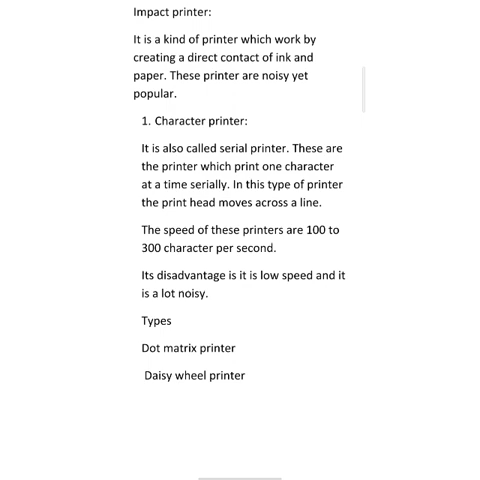 Impact printer:
It is a kind of printer which work by
creating a direct contact of ink and
paper. These printer are noisy yet
popular.
1. Character printer:
It is also called serial printer. These are
the printer which print one character
at a time serially. In this type of printer
the print head moves across a line.
The speed of these printers are 100 to
300 character per second.
Its disadvantage is it is low speed and it
is a lot noisy.
Types
Dot matrix printer
Daisy wheel printer